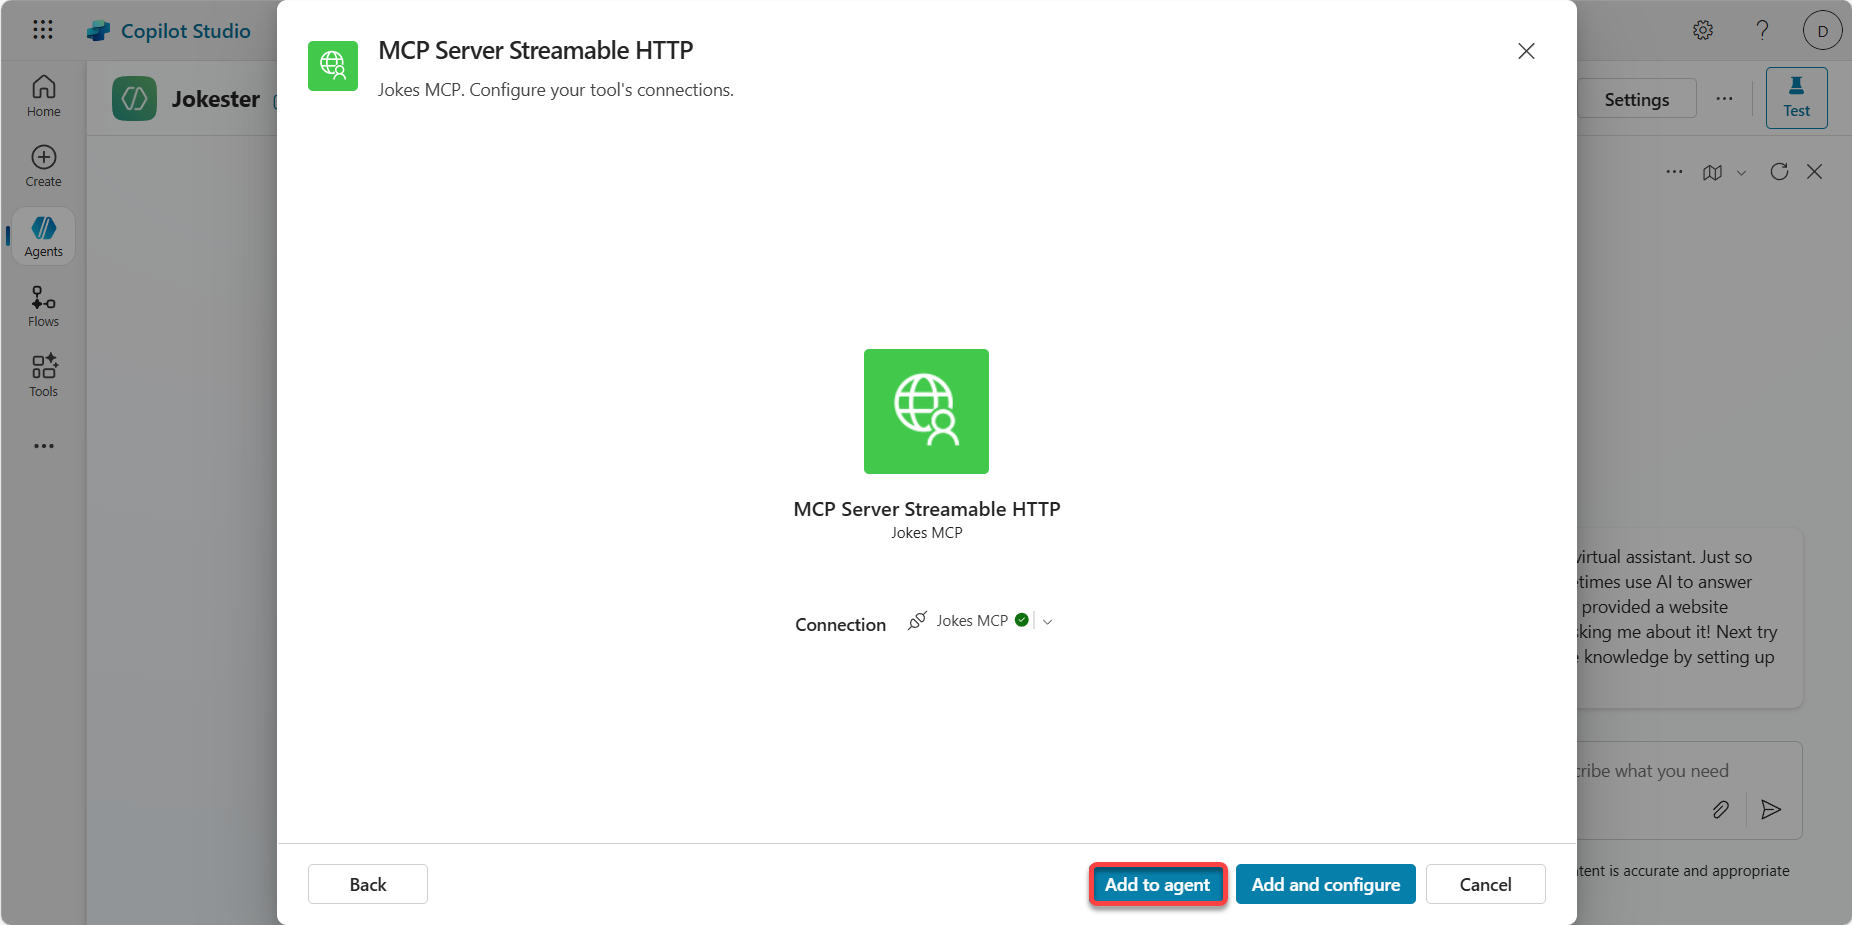 Copilot Studio
D
Home
Create
Agents
Flows
Tools
Jokester
Settings
Test
MCP Server Streamable HTTP
Jokes MCP. Configure your tool's connections.
MCP Server Streamable HTTP
Jokes MCP
Connection
Jokes MCP
virtual assistant. Just so
times use AI to answer
provided a website
king me about it! Next try
knowledge by setting up
cribe what you need
tent is accurate and appropriate
Back
Add to agent
Add and configure
Cancel